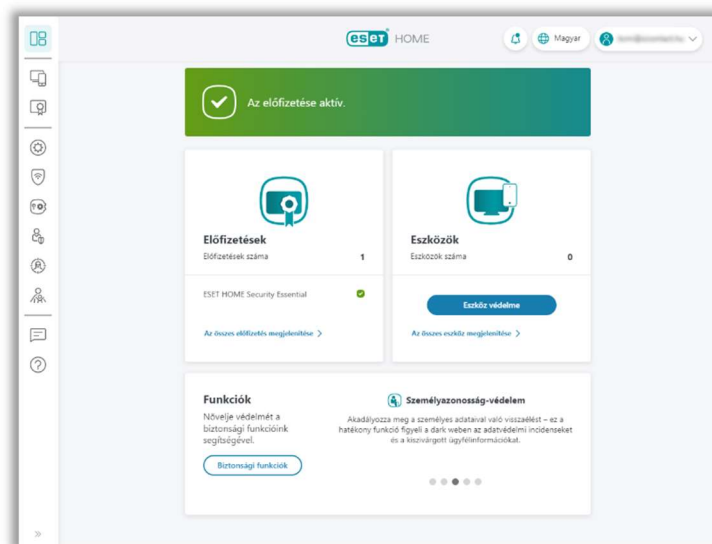 eset HOME
Magyar
Az előfizetése aktív.
Előfizetések
Előfizetések száma 1
ESET HOME Security Essential
Az összes előfizetés megjelenítése
Eszközök
Eszközök száma 0
Eszköz védelme
Az összes eszköz megjelenítése
Funkciók
Növelje védelmét a
biztonsági funkcióink
segítségével.
Biztonsági funkciók
Személyazonosság-védelem
Akadályozza meg a személyes adataival való visszaélést – ez a
hatékony funkció figyeli a dark weben az adatvédelmi incidenseket
és a kiszivárgott ügyfélinformációkat.